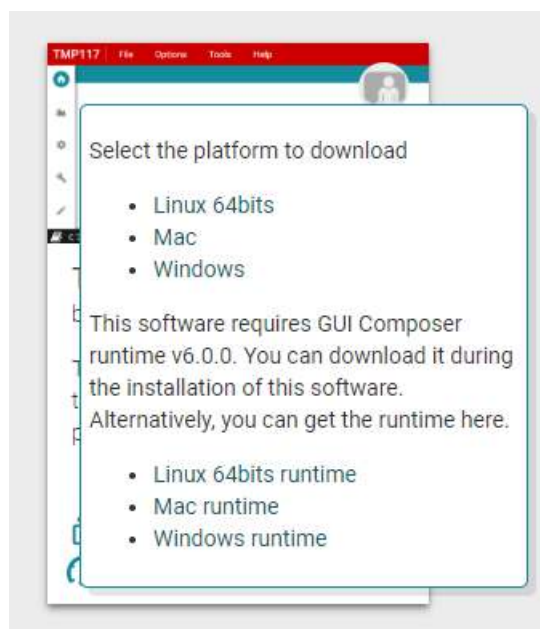 TMP117 File Options Tools Help
Select the platform to download
• Linux 64bits
• Mac
• Windows
This software requires GUI Composer
runtime v6.0.0. You can download it during
the installation of this software.
Alternatively, you can get the runtime here.
• Linux 64bits runtime
• Mac runtime
• Windows runtime